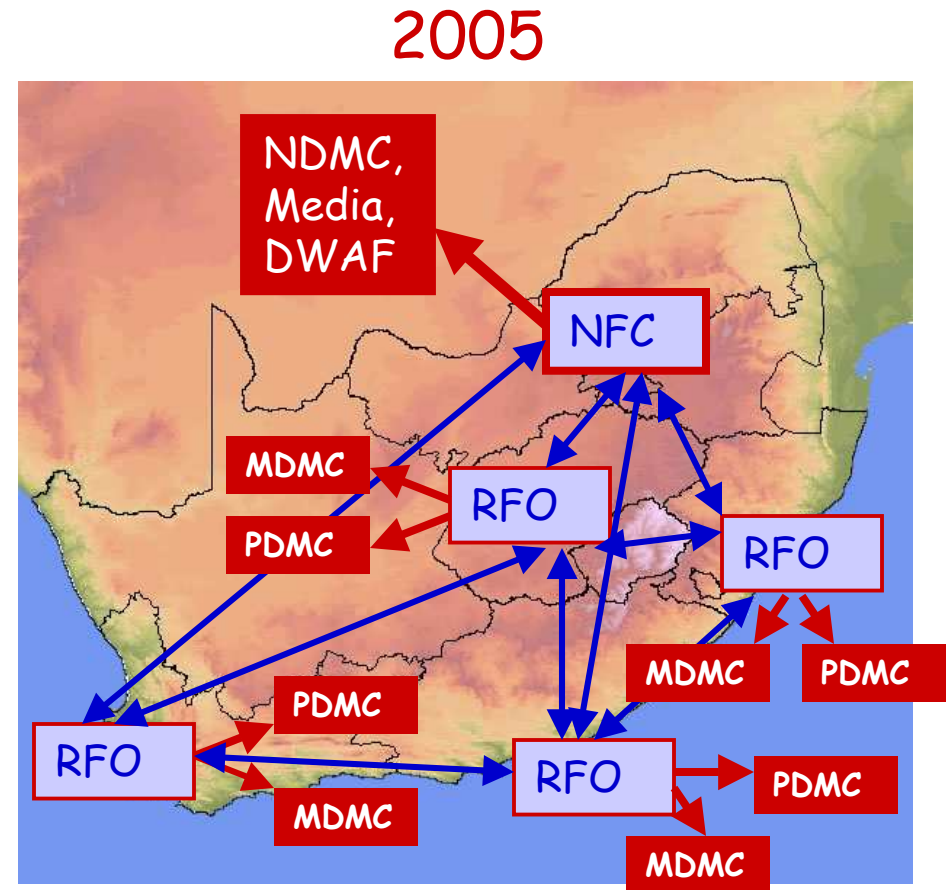 2005
NDMC,
Media,
DWAF
NFC
MDMC
RFO
PDMC
RFO
MDMC
PDMC
PDMC
RFO
RFO
PDMC
MDMC
MDMC